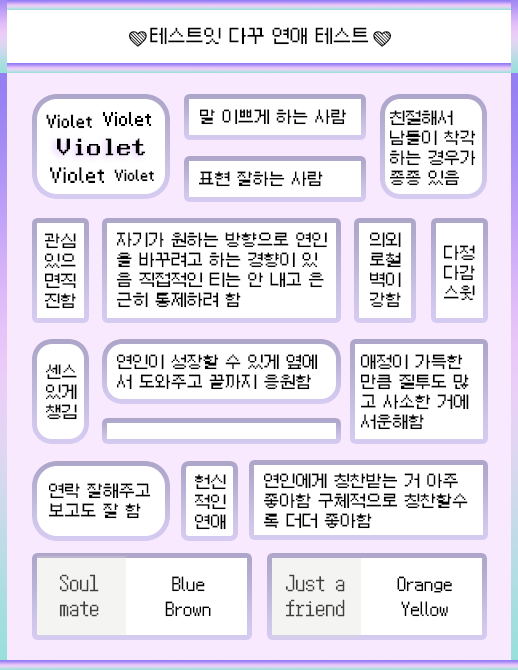 테스트잇 다꾸 연애 테스트
Violet Violet
Violet
Violet Violet
말 이쁘게 하는 사람
표현 잘하는 사람
친절해서
남들이 착각
하는 경우가
종종 있음
관심
있으
면직
진함
자기가 원하는 방향으로 연인
을 바꾸려고 하는 경향이 있
음 직접적인 티는 안 내고 은
근히 통제하려 함
의외
로철
벽이
강함
다정
다감
스윗
센스
있게
챙김
연인이 성장할 수 있게 옆에
서 도와주고 끝까지 응원함
애정이 가득한
만큼 질투도 많
고 사소한 거에
서운해함
연락 잘해주고
보고도 잘 함
헌신
적인
연애
연인에게 칭찬받는 거 아주
좋아함 구체적으로 칭찬할수
록 더더 좋아함
Soul
mate
Blue
Brown
Just a
friend
Orange
Yellow